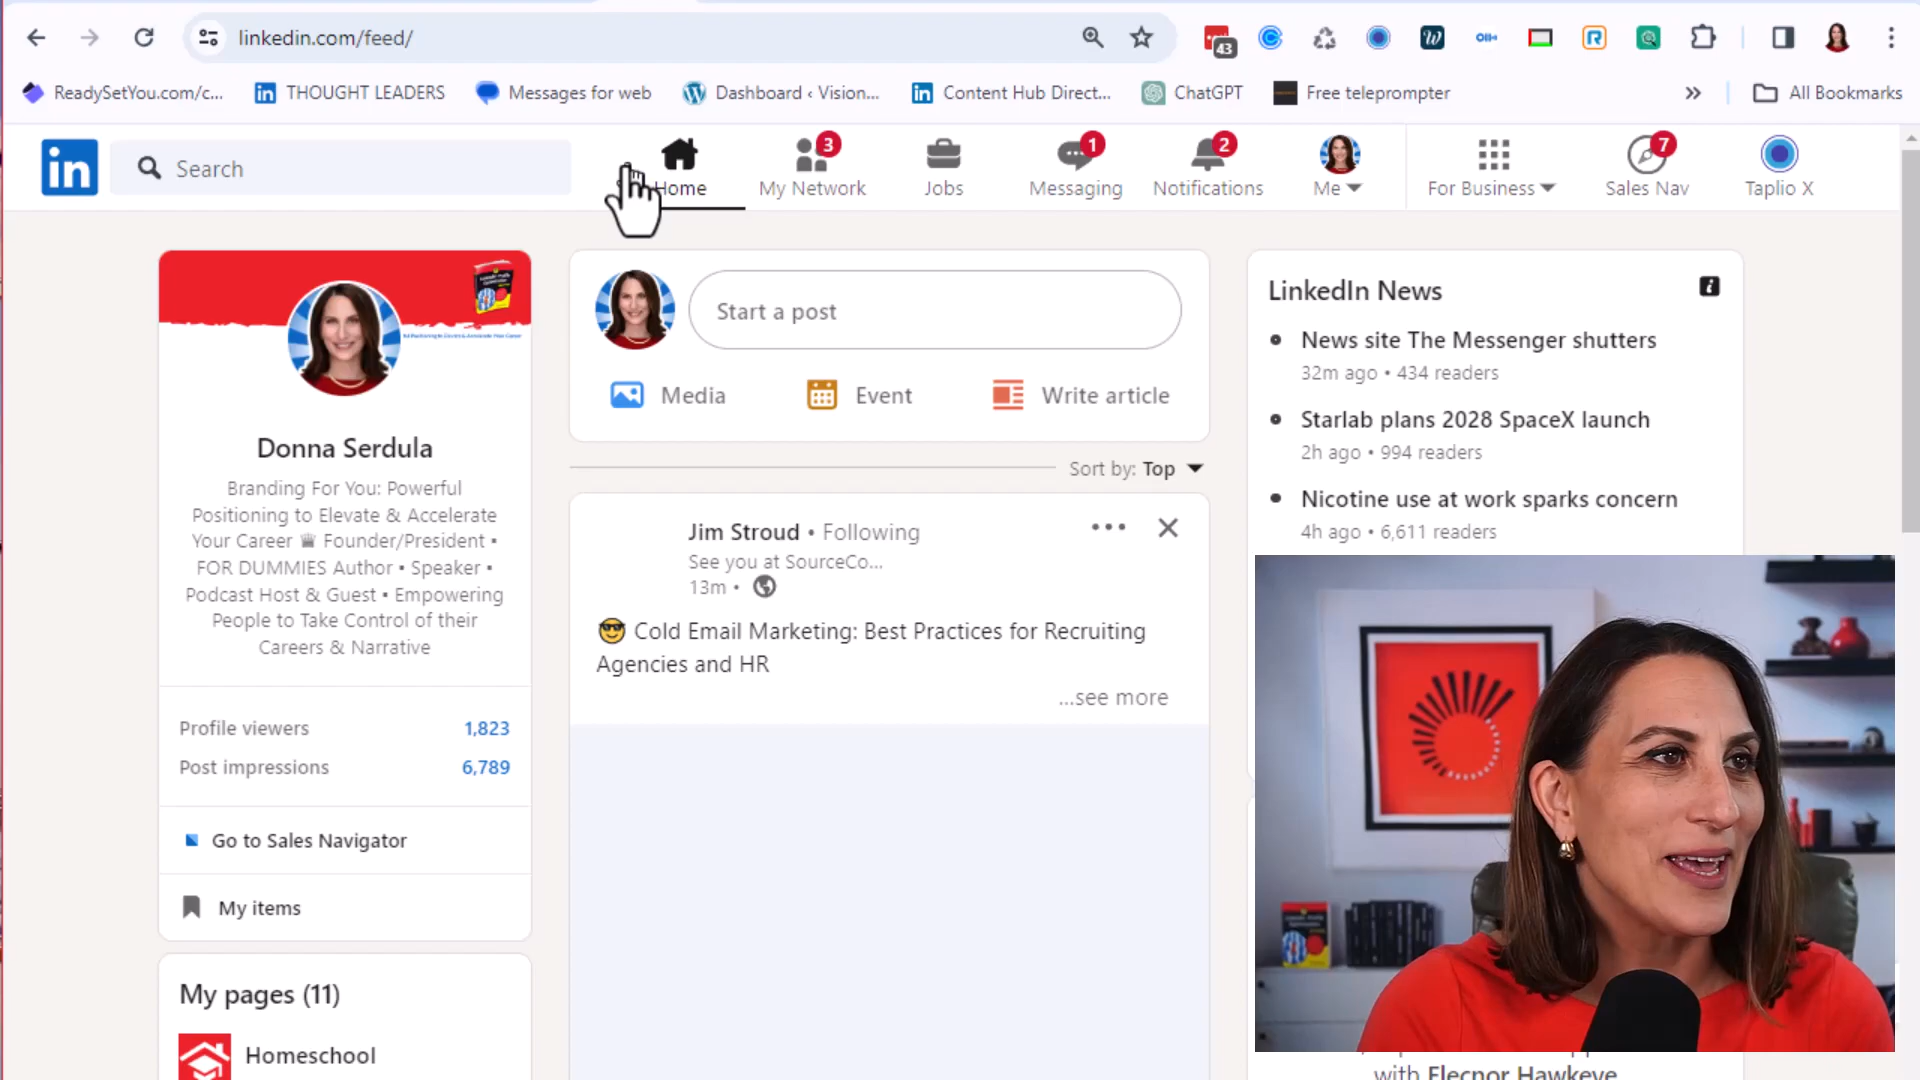 linkedin.com/feed/
43
ReadySetYou.com/c...
THOUGHT LEADERS
Messages for web
Dashboard ‹ Vision...
Content Hub Direct...
ChatGPT
Free teleprompter
All Bookmarks
in
Search
Home
3
My Network
Jobs
1
Messaging
2
Notifications
Me
For Business
7
Sales Nav
Taplio X
Donna Serdula
Branding For You: Powerful
Positioning to Elevate & Accelerate
Your Career ♛ Founder/President •
FOR DUMMIES Author • Speaker •
Podcast Host & Guest • Empowering
People to Take Control of their
Careers & Narrative
Profile viewers 1,823
Post impressions 6,789
Go to Sales Navigator
My items
My pages (11)
Homeschool
Start a post
Media
Event
Write article
Sort by: Top
Jim Stroud • Following
See you at SourceCo...
13m •
😎 Cold Email Marketing: Best Practices for Recruiting
Agencies and HR
...see more
LinkedIn News
News site The Messenger shutters
32m ago • 434 readers
Starlab plans 2028 SpaceX launch
2h ago • 994 readers
Nicotine use at work sparks concern
4h ago • 6,611 readers
with Elecnor Hawkeye